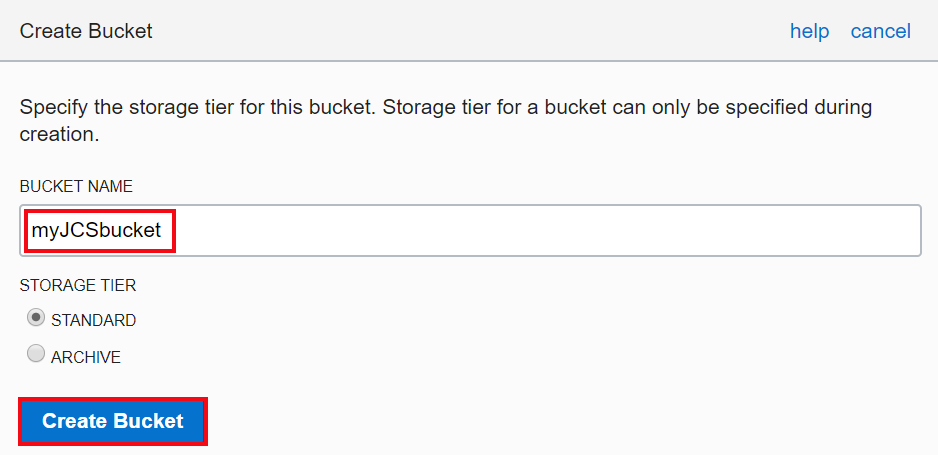 Create Bucket help cancel
Specify the storage tier for this bucket. Storage tier for a bucket can only be specified during
creation.
BUCKET NAME
myJCSbucket
STORAGE TIER
STANDARD
ARCHIVE
Create Bucket